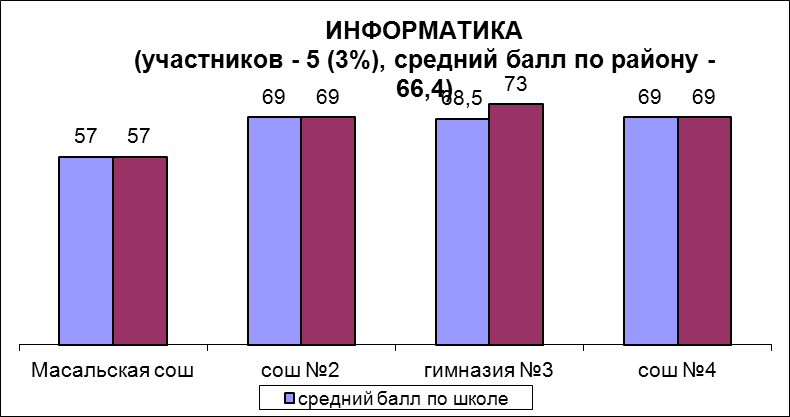 ИНФОРМАТИКА
(участников - 5 (3%), средний балл по району -
66,4)
57 57
69 69
68,5 73
69 69
Масальская сош
сош №2
гимназия №3
сош №4
средний балл по школе